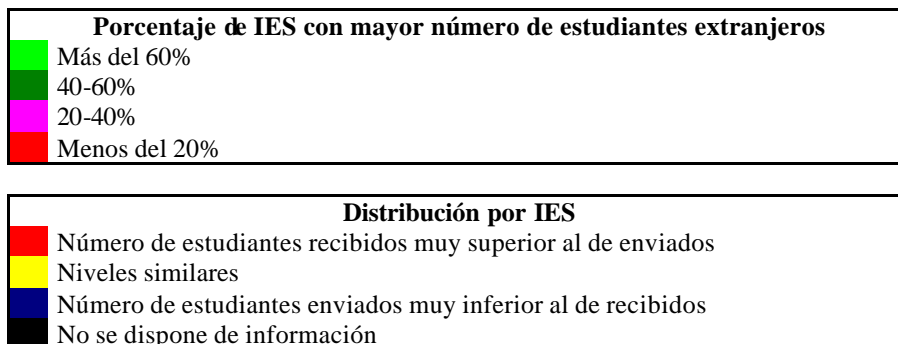 Porcentaje de IES con mayor número de estudiantes extranjeros
Más del 60%
40-60%
20-40%
Menos del 20%
Distribución por IES
Número de estudiantes recibidos muy superior al de enviados
Niveles similares
Número de estudiantes enviados muy inferior al de recibidos
No se dispone de información